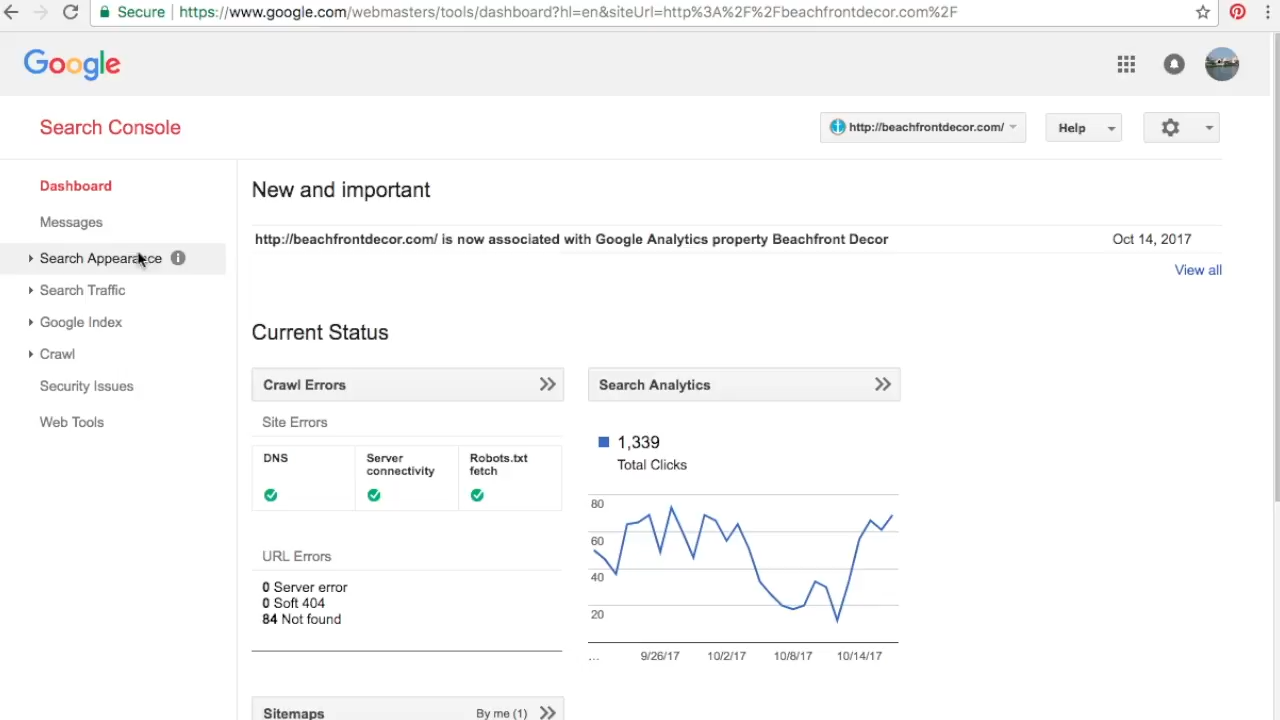 Secure https://www.google.com/webmasters/tools/dashboard?hl=en&siteUrl=http%3A%2F%2Fbeachfrontdecor.com%2F
Google
Search Console
http://beachfrontdecor.com/
Help
Dashboard
Messages
Search Appearance
Search Traffic
Google Index
Crawl
Security Issues
Web Tools
New and important
http://beachfrontdecor.com/ is now associated with Google Analytics property Beachfront Decor Oct 14, 2017
View all
Current Status
Crawl Errors
Site Errors
DNS
Server
connectivity
Robots.txt
fetch
URL Errors
0 Server error
0 Soft 404
84 Not found
Search Analytics
1,339
Total Clicks
80
60
40
20
... 9/26/17 10/2/17 10/8/17 10/14/17
Sitemaps By me (1)